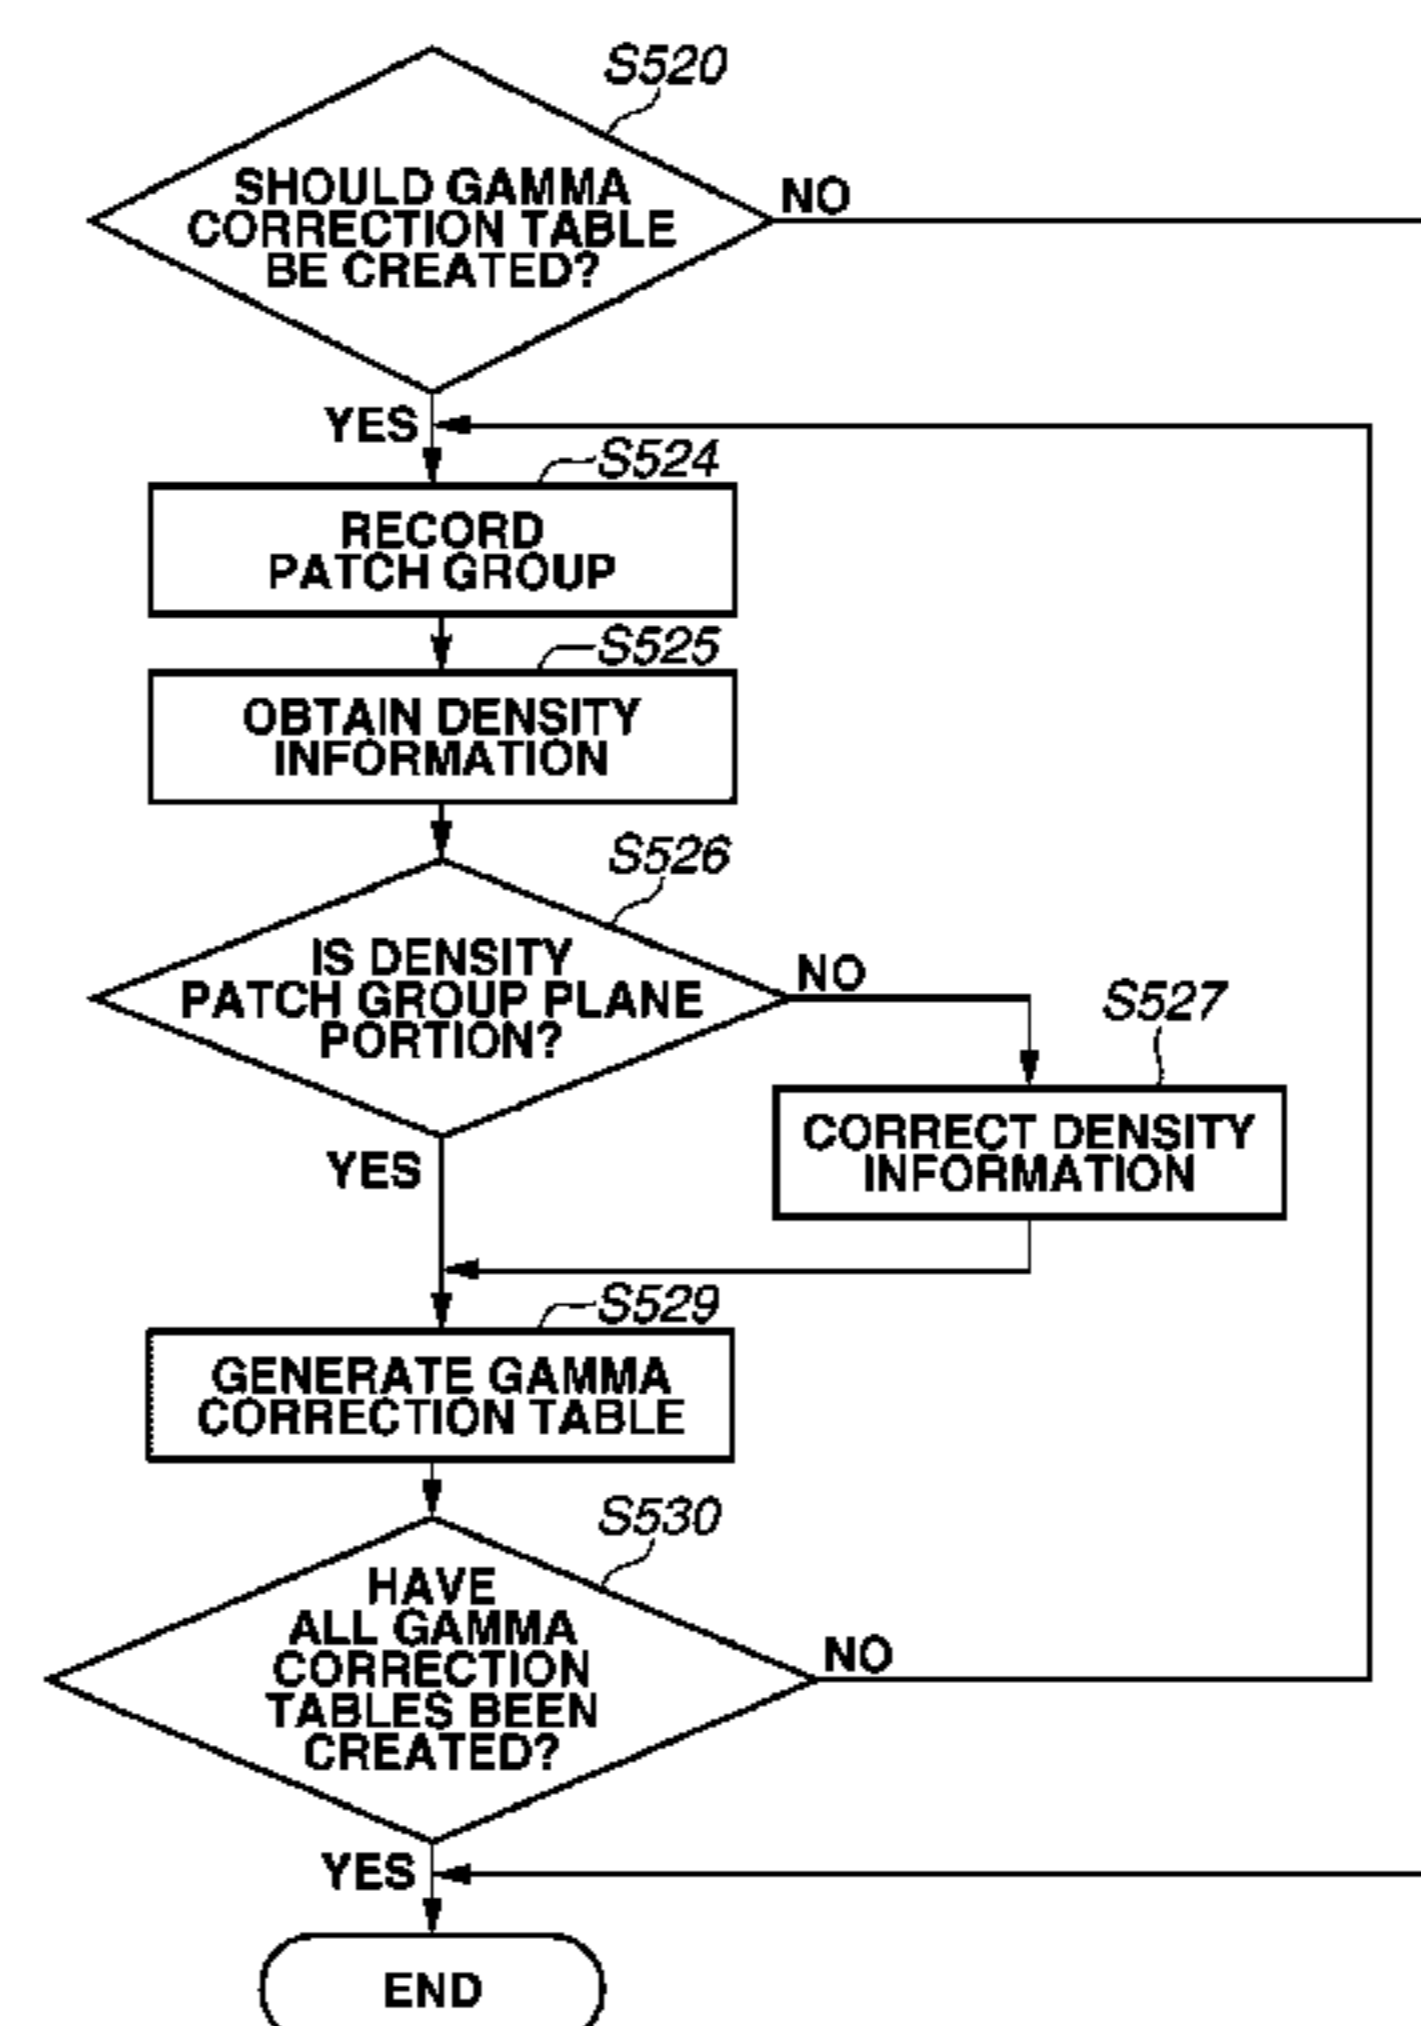 S520
SHOULD GAMMA
CORRECTION TABLE
BE CREATED?
NO
YES
S524
RECORD
PATCH GROUP
S525
OBTAIN DENSITY
INFORMATION
S526
IS DENSITY
PATCH GROUP PLANE
PORTION?
NO
S527
CORRECT DENSITY
INFORMATION
YES
S529
GENERATE GAMMA
CORRECTION TABLE
S530
HAVE
ALL GAMMA
CORRECTION
TABLES BEEN
CREATED?
NO
YES
END